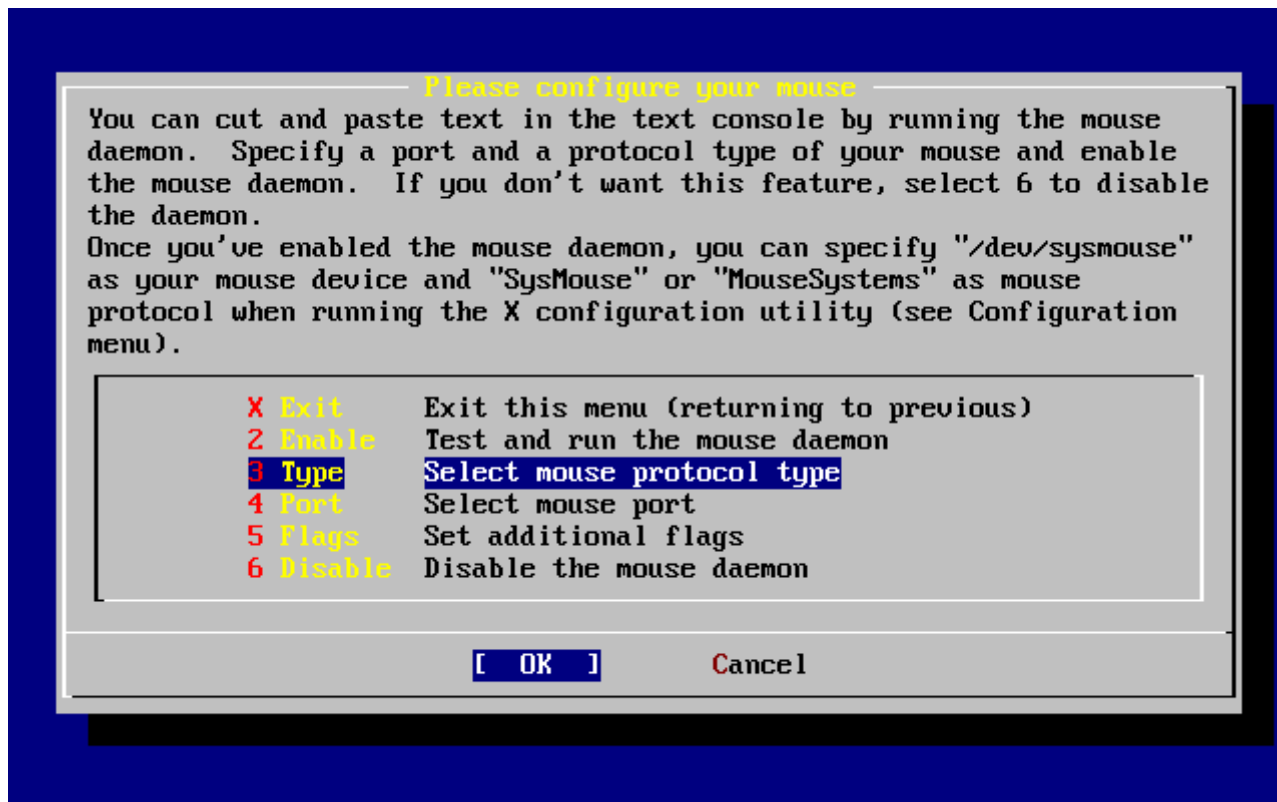 Please configure your mouse
You can cut and paste text in the text console by running the mouse
daemon.  Specify a port and a protocol type of your mouse and enable
the mouse daemon.  If you don't want this feature, select 6 to disable
the daemon.
Once you've enabled the mouse daemon, you can specify "/dev/sysmouse"
as your mouse device and "SysMouse" or "MouseSystems" as mouse
protocol when running the X configuration utility (see Configuration
menu).
X Exit     Exit this menu (returning to previous)
2 Enable   Test and run the mouse daemon
3 Type     Select mouse protocol type
4 Port     Select mouse port
5 Flags    Set additional flags
6 Disable  Disable the mouse daemon
[  OK  ]       Cancel